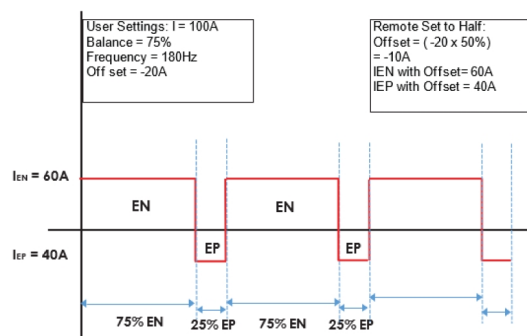 User Settings: I = 100A
Balance = 75%
Frequency = 180Hz
Off set = -20A
Remote Set to Half:
Offset = ( -20 x 50%)
= -10A
IEN with Offset= 60A
IEP with Offset = 40A
IEN = 60A
EN
EN
EP
EP
IEP = 40A
75% EN
25% EP
75% EN
25% EP